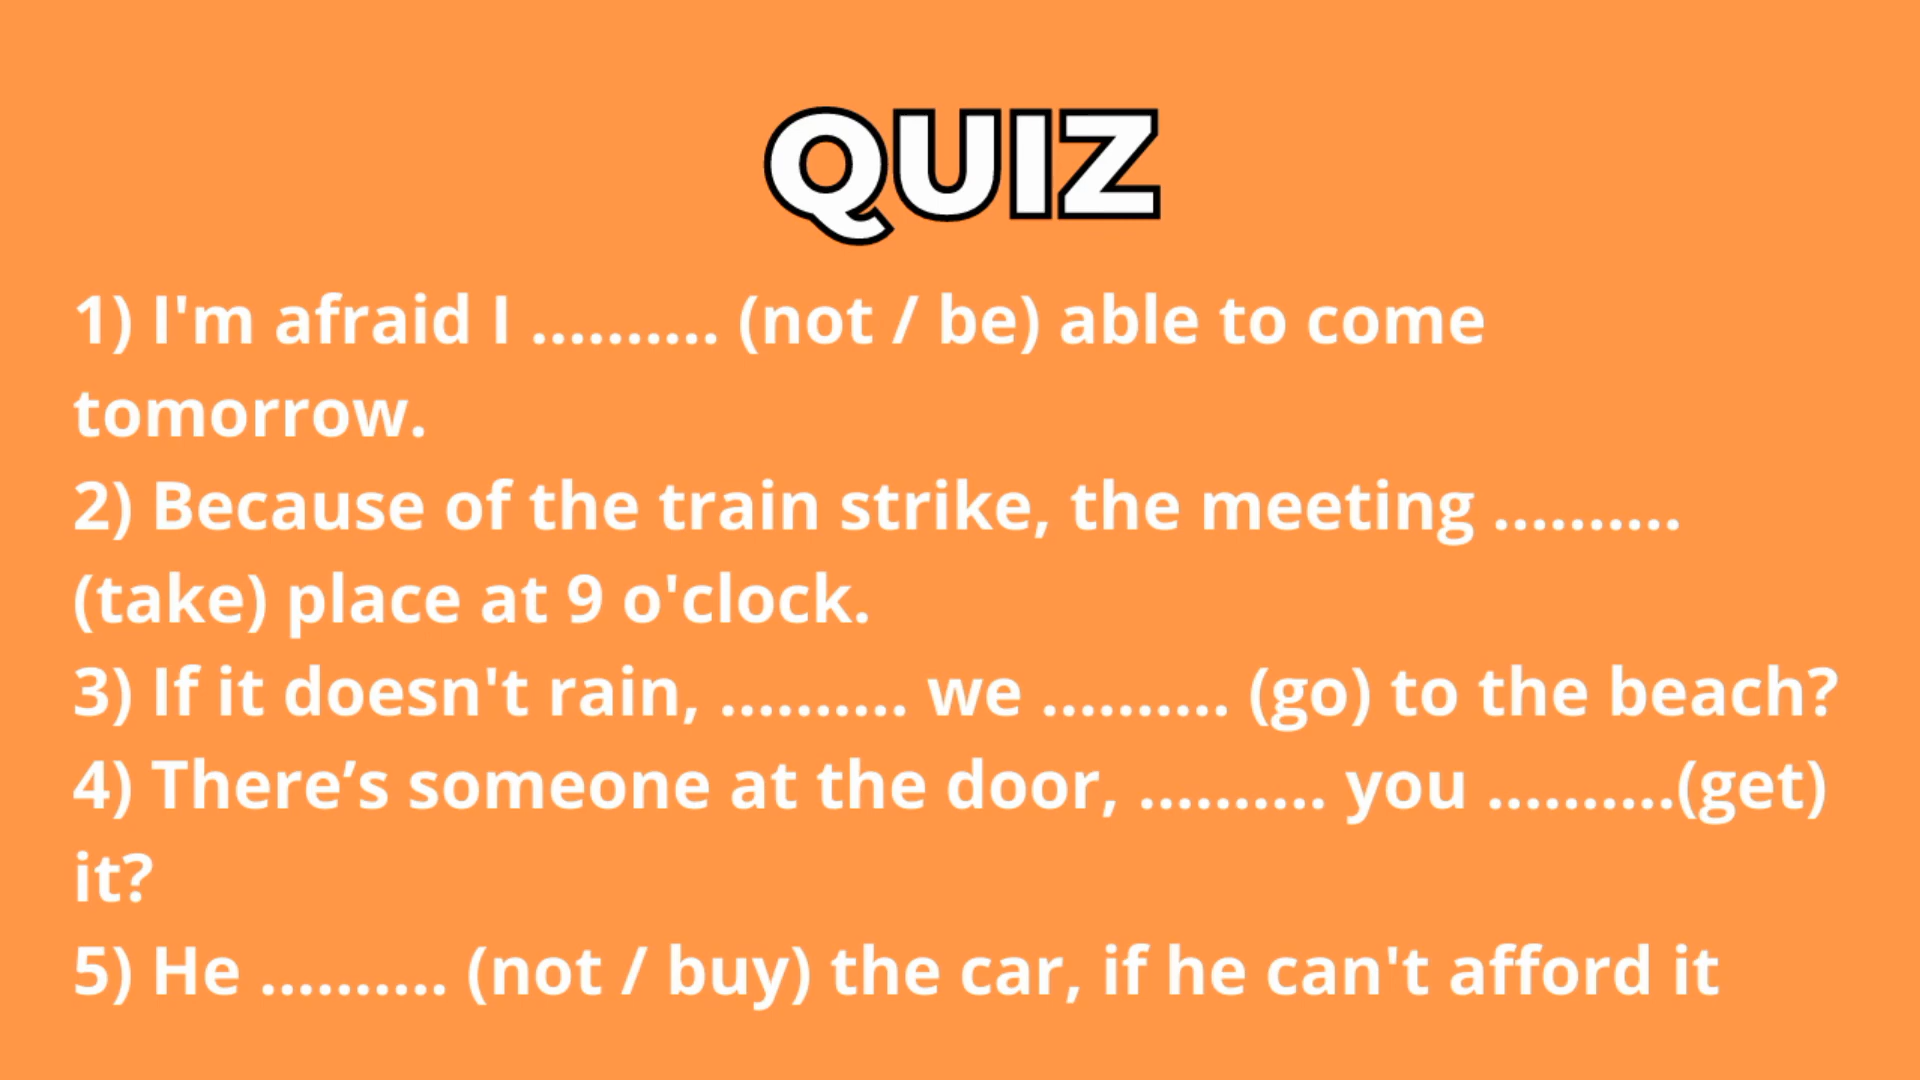 QUIZ
1) I'm afraid I .......... (not / be) able to come
tomorrow.
2) Because of the train strike, the meeting ..........
(take) place at 9 o'clock.
3) If it doesn't rain, .......... we .......... (go) to the beach?
4) There’s someone at the door, .......... you ..........(get)
it?
5) He .......... (not / buy) the car, if he can't afford it